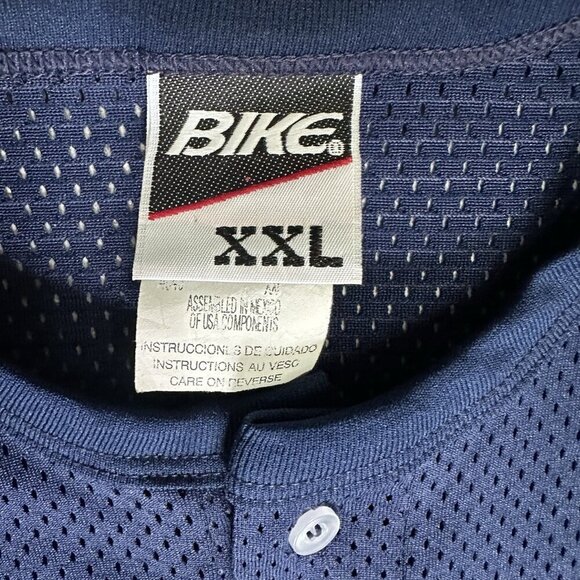 BIKE®
XXL
ASSEMBLED IN MEXICO
OF USA COMPONENTS
INSTRUCCIONES DE CUIDADO
INSTRUCTIONS AU VESO
CARE ON REVERSE